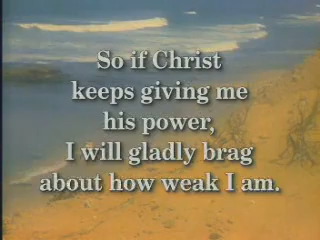 So if Christ
keeps giving me
his power,
I will gladly brag
about how weak I am.